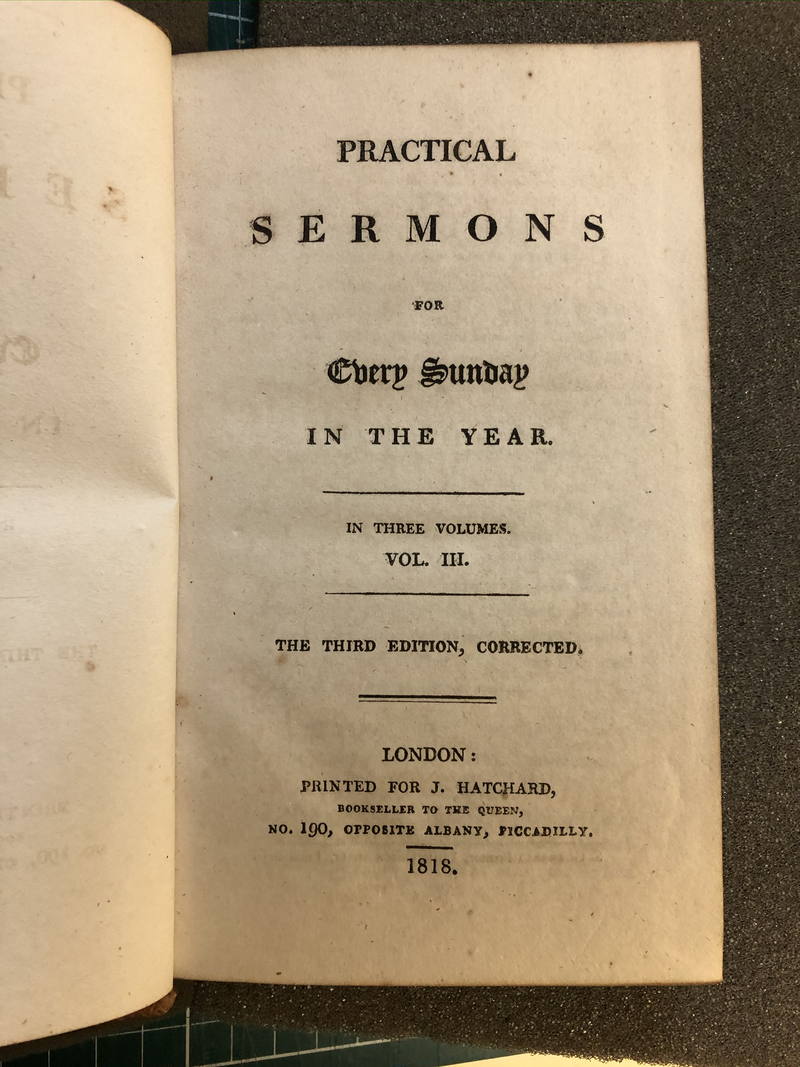 PRACTICAL
SERMONS
FOR
Every Sunday
IN THE YEAR.
IN THREE VOLUMES.
VOL. III.
THE THIRD EDITION, CORRECTED.
LONDON:
PRINTED FOR J. HATCHARD,
BOOKSELLER TO THE QUEEN,
NO. 190, OPPOSITE ALBANY, PICCADILLY.
1818.